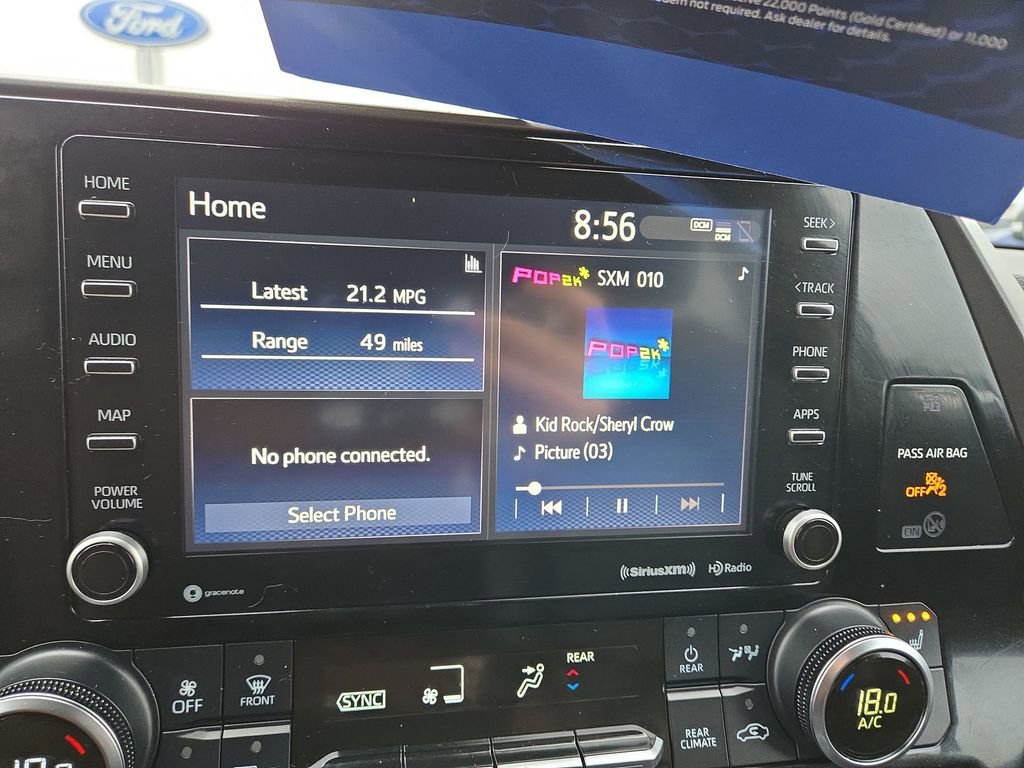 Ford
22,000 Points (Gold Certified) or 11,000
not required. Ask dealer for details.
HOME
MENU
AUDIO
MAP
POWER
VOLUME
Home
8:56
DCM
DCM
Latest 21.2 MPG
Range 49 miles
No phone connected.
Select Phone
POP2K SXM 010
POP2K
Kid Rock/Sheryl Crow
Picture (03)
SEEK >
< TRACK
PHONE
APPS
TUNE
SCROLL
PASS AIR BAG
OFF 2
ON
gracenote
((SiriusXM))
HD Radio
OFF
FRONT
SYNC
REAR
REAR
REAR
CLIMATE
18.0
A/C